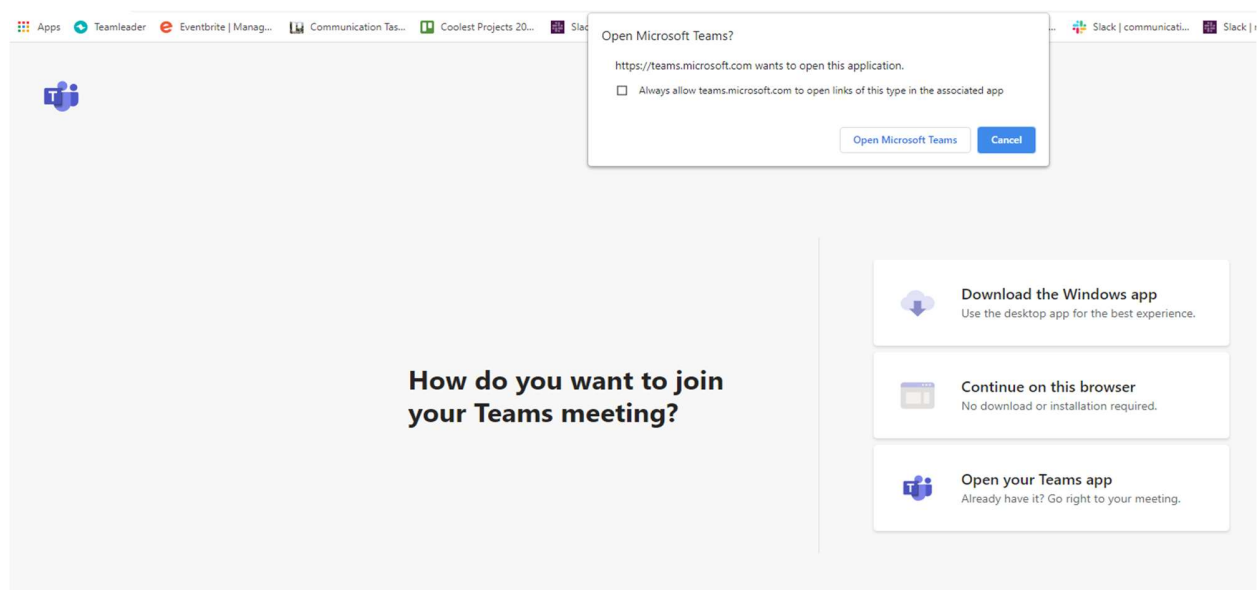 Apps Teamleader Eventbrite | Manag... Communication Tas... Coolest Projects 20... Slac ... Slack | communicati... Slack |
Open Microsoft Teams?
https://teams.microsoft.com wants to open this application.
Always allow teams.microsoft.com to open links of this type in the associated app
Open Microsoft Teams Cancel
How do you want to join
your Teams meeting?
Download the Windows app
Use the desktop app for the best experience.
Continue on this browser
No download or installation required.
Open your Teams app
Already have it? Go right to your meeting.